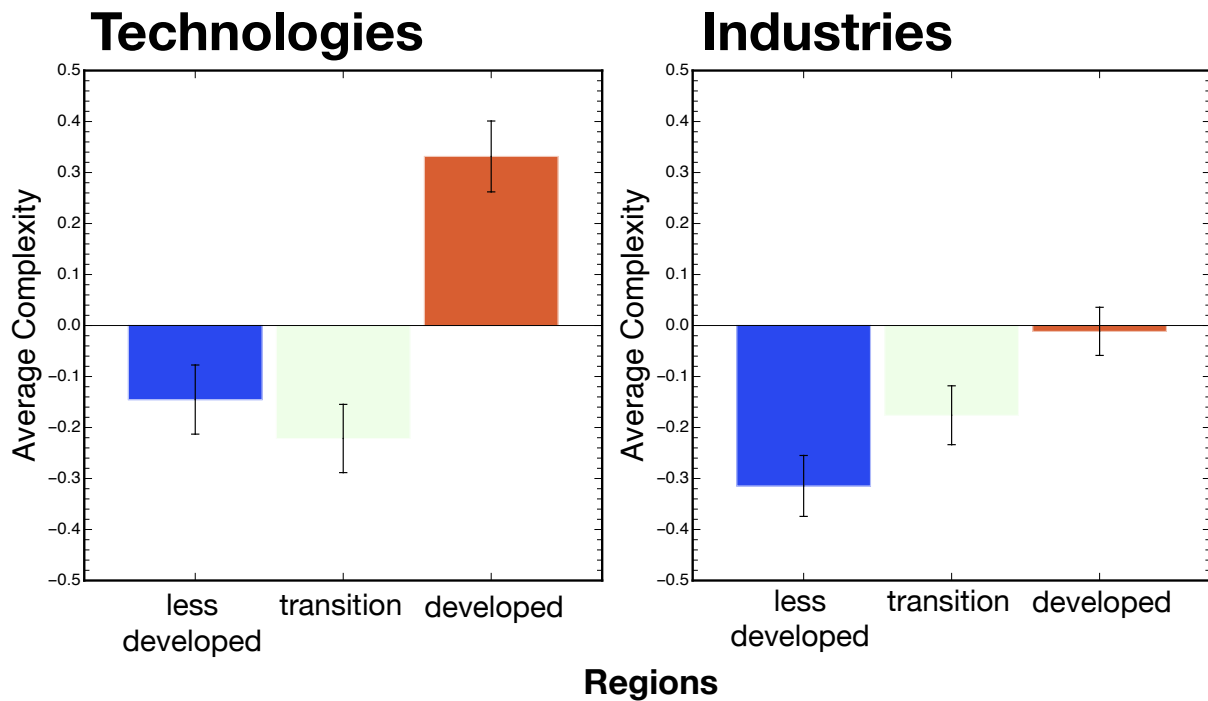 Technologies
Industries
Average Complexity
0.5
0.4
0.3
0.2
0.1
0.0
−0.1
−0.2
−0.3
−0.4
−0.5
less
developed
transition
developed
Average Complexity
0.5
0.4
0.3
0.2
0.1
0.0
−0.1
−0.2
−0.3
−0.4
−0.5
less
developed
transition
developed
Regions